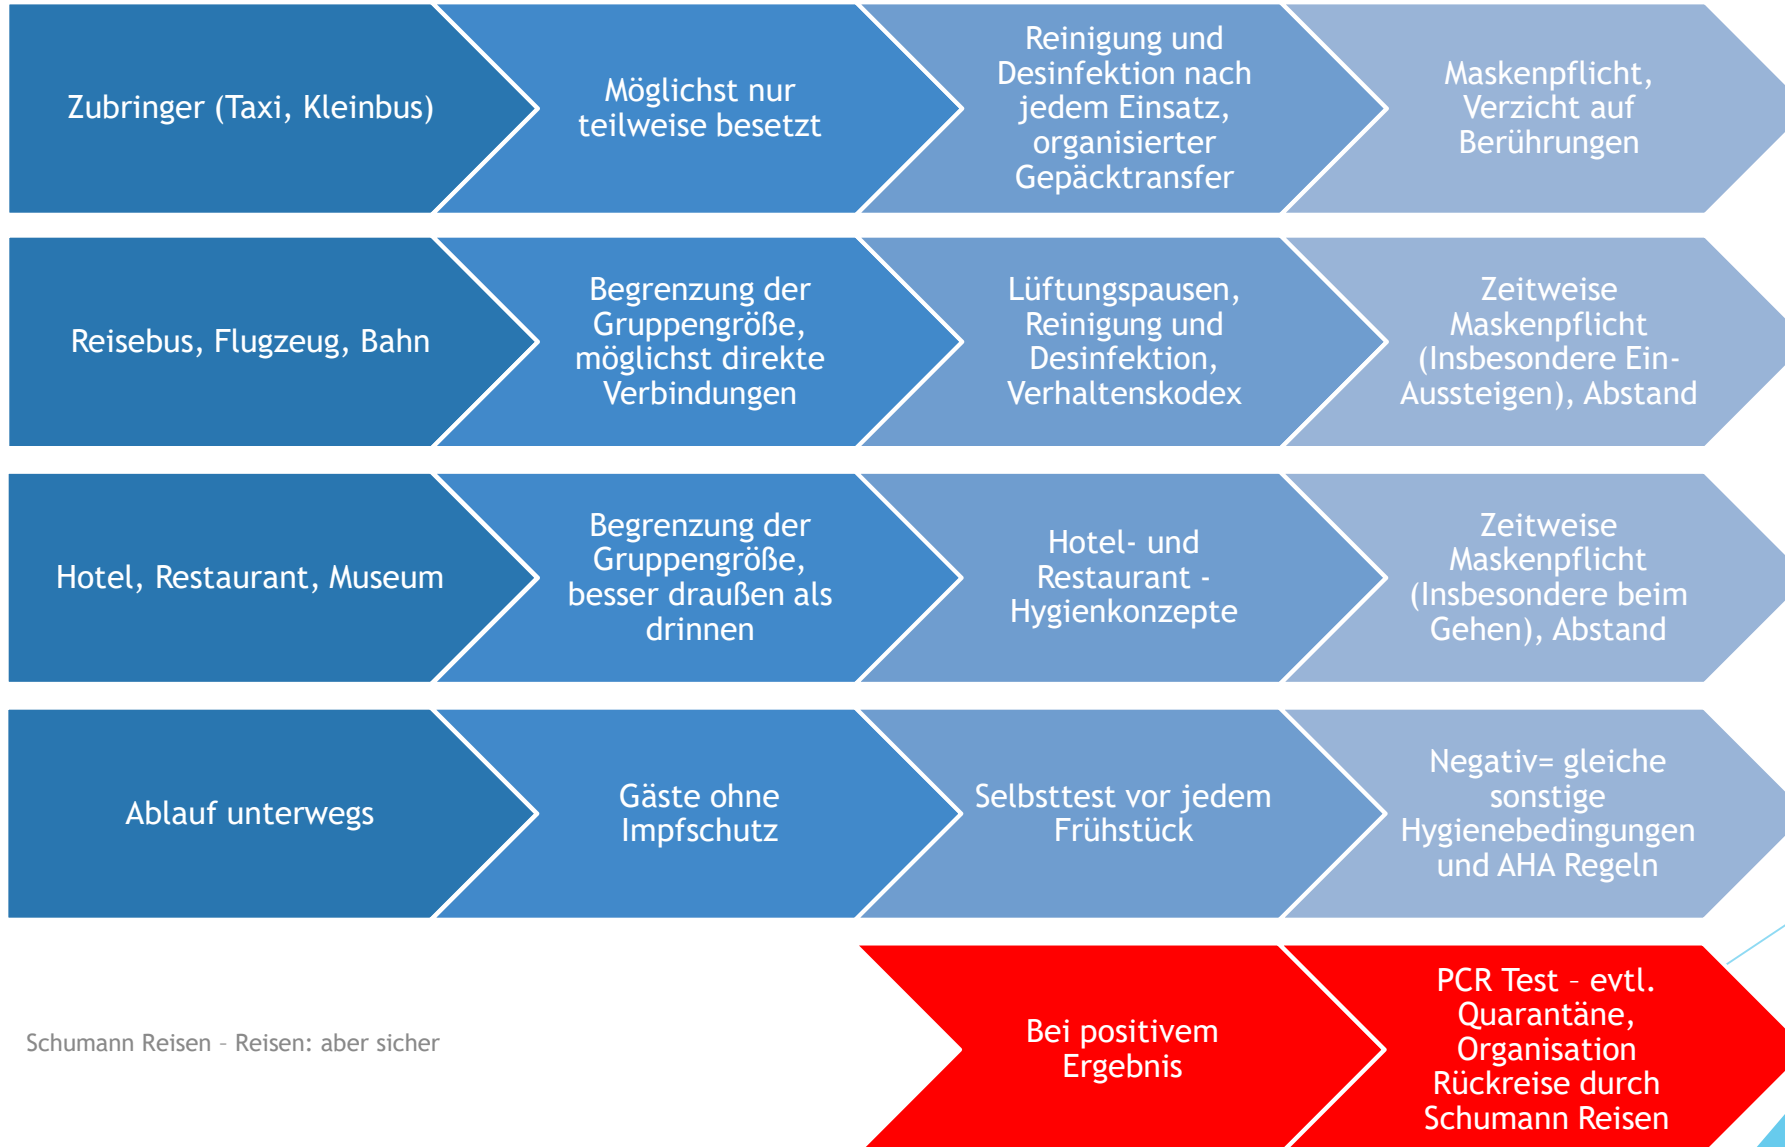 Zubringer (Taxi, Kleinbus)
Möglichst nur
teilweise besetzt
Reinigung und
Desinfektion nach
jedem Einsatz,
organisierter
Gepäcktransfer
Maskenpflicht,
Verzicht auf
Berührungen
Reisebus, Flugzeug, Bahn
Begrenzung der
Gruppengröße,
möglichst direkte
Verbindungen
Lüftungspausen,
Reinigung und
Desinfektion,
Verhaltenskodex
Zeitweise
Maskenpflicht
(Insbesondere Ein-
Aussteigen), Abstand
Hotel, Restaurant, Museum
Begrenzung der
Gruppengröße,
besser draußen als
drinnen
Hotel- und
Restaurant -
Hygienkonzepte
Zeitweise
Maskenpflicht
(Insbesondere beim
Gehen), Abstand
Ablauf unterwegs
Gäste ohne
Impfschutz
Selbsttest vor jedem
Frühstück
Negativ= gleiche
sonstige
Hygienebedingungen
und AHA Regeln
Bei positivem
Ergebnis
PCR Test – evtl.
Quarantäne,
Organisation
Rückreise durch
Schumann Reisen
Schumann Reisen – Reisen: aber sicher